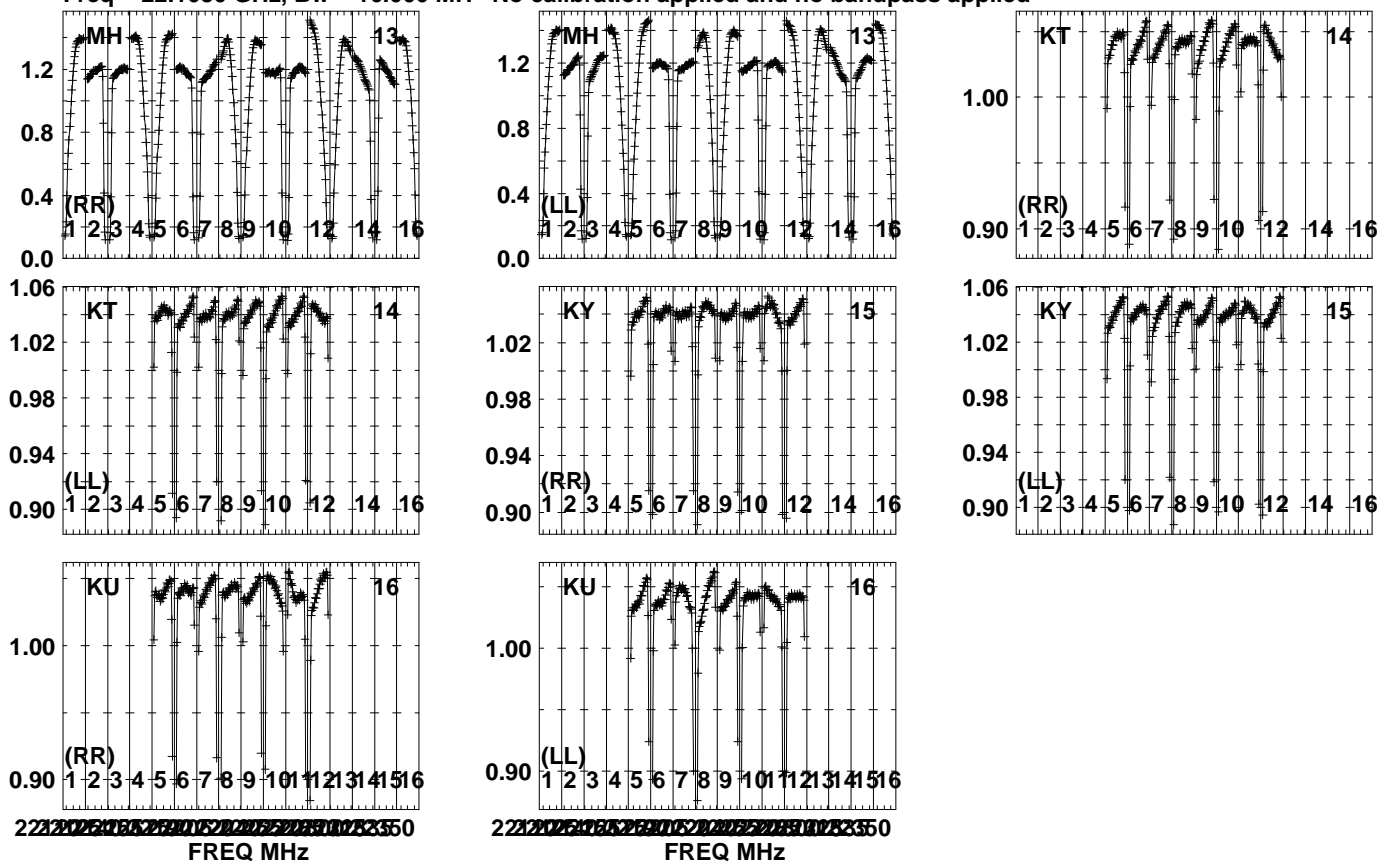 No calibration applied and no bandpass applied
MH 13
1.2
0.8
0.4
(RR)
1 2 3 4 5 6 7 8 9 10 12 14 16
0.0
MH 13
1.2
0.8
0.4
(LL)
1 2 3 4 5 6 7 8 9 10 12 14 16
0.0
KT 14
1.00
(RR)
0.90
1 2 3 4 5 6 7 8 9 10 12 14 16
1.06
KT 14
1.02
0.98
0.94
(LL)
0.90
1 2 3 4 5 6 7 8 9 10 12 14 16
1.06
KY 15
1.02
0.98
0.94
(RR)
0.90
1 2 3 4 5 6 7 8 9 10 12 14 16
1.06
KY 15
1.02
0.98
0.94
(LL)
0.90
1 2 3 4 5 6 7 8 9 10 12 14 16
KU 16
1.00
(RR)
0.90
1 2 3 4 5 6 7 8 9 10 11 12 13 14 15 16
FREQ MHz
KU 16
1.00
(LL)
0.90
1 2 3 4 5 6 7 8 9 10 11 12 13 14 15 16
FREQ MHz